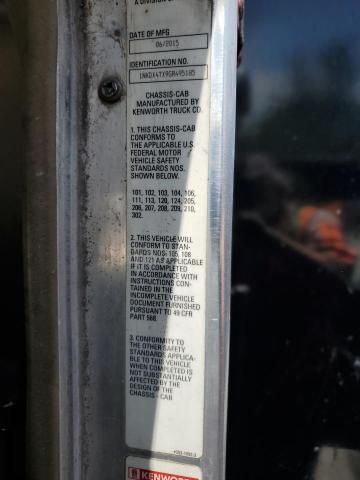 A DIVISION OF
DATE OF MFG
06/2015
CHASSIS-CAB
MANUFACTURED BY
KENWORTH TRUCK CO.
1. THIS CHASSIS-CAB
CONFORMS TO
THE APPLICABLE U.S.
FEDERAL MOTOR
VEHICLE SAFETY
STANDARDS NOS.
SHOWN BELOW.
101, 102, 103, 104, 106,
111, 113, 120, 124, 205,
206, 207, 208, 209, 210,
302.
2. THIS VEHICLE WILL
CONFORM TO STAN-
DARDS NOS: 105, 108
AND 121 AS APPLICABLE
IF IT IS COMPLETED
IN ACCORDANCE WITH
INSTRUCTIONS CON-
TAINED IN THE
INCOMPLETE VEHICLE
DOCUMENT FURNISHED
PURSUANT TO 49 CFR
PART 568.
3. CONFORMITY TO
THE OTHER SAFETY
STANDARDS APPLICA-
BLE TO THIS VEHICLE
WHEN COMPLETED IS
NOT SUBSTANTIALLY
AFFECTED BY THE
DESIGN OF THE
CHASSIS - CAB
KENWOR